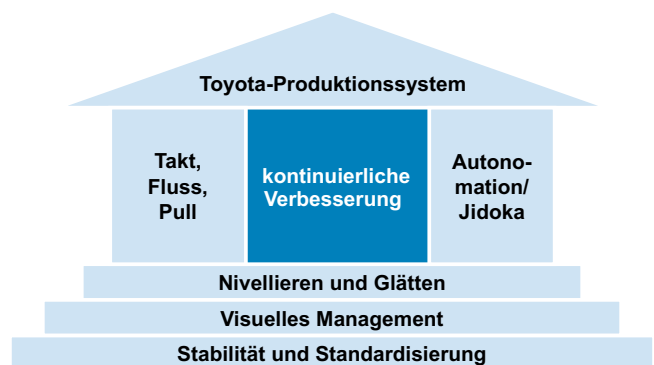 Toyota-Produktionssystem
Takt,
Fluss,
Pull
kontinuierliche
Verbesserung
Autono-
mation/
Jidoka
Nivellieren und Glätten
Visuelles Management
Stabilität und Standardisierung